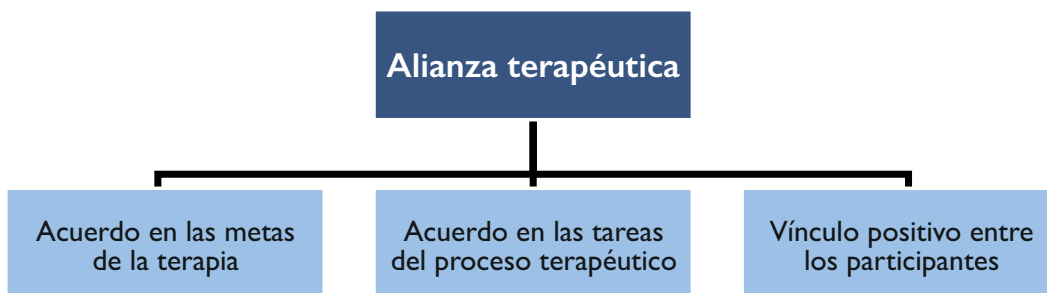 Alianza terapéutica
Acuerdo en las metas
de la terapia
Acuerdo en las tareas
del proceso terapéutico
Vínculo positivo entre
los participantes